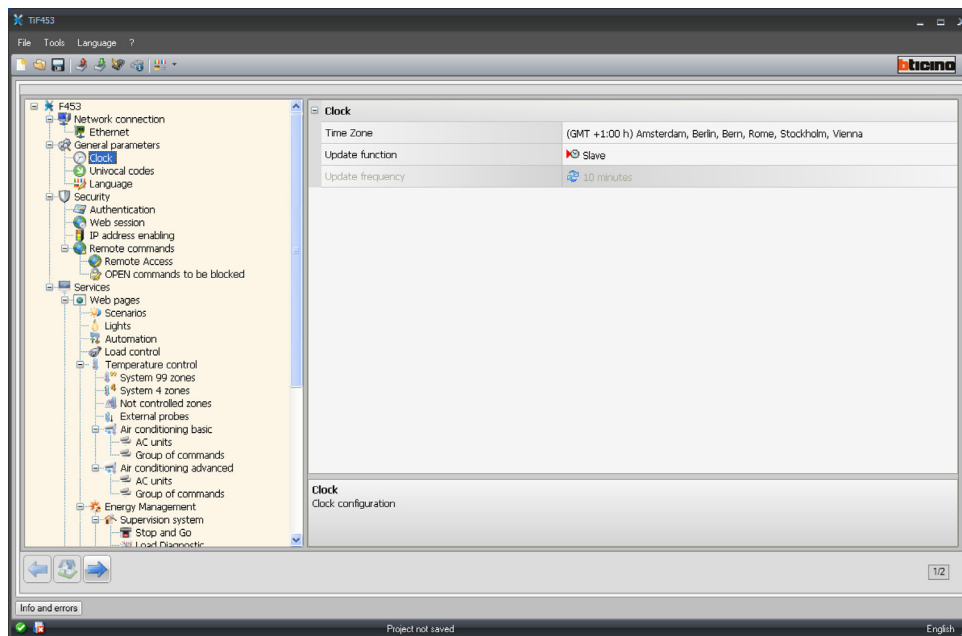 TiF453
File Tools Language ?
bticino
F453
Network connection
Ethernet
General parameters
Clock
Univocal codes
Language
Security
Authentication
Web session
IP address enabling
Remote commands
Remote Access
OPEN commands to be blocked
Services
Web pages
Scenarios
Lights
Automation
Load control
Temperature control
System 99 zones
System 4 zones
Not controlled zones
External probes
Air conditioning basic
AC units
Group of commands
Air conditioning advanced
AC units
Group of commands
Energy Management
Supervision system
Stop and Go
Load Diagnostic
Clock
Time Zone (GMT +1:00 h) Amsterdam, Berlin, Bern, Rome, Stockholm, Vienna
Update function Slave
Update frequency 10 minutes
Clock
Clock configuration
1/2
Info and errors
Project not saved English